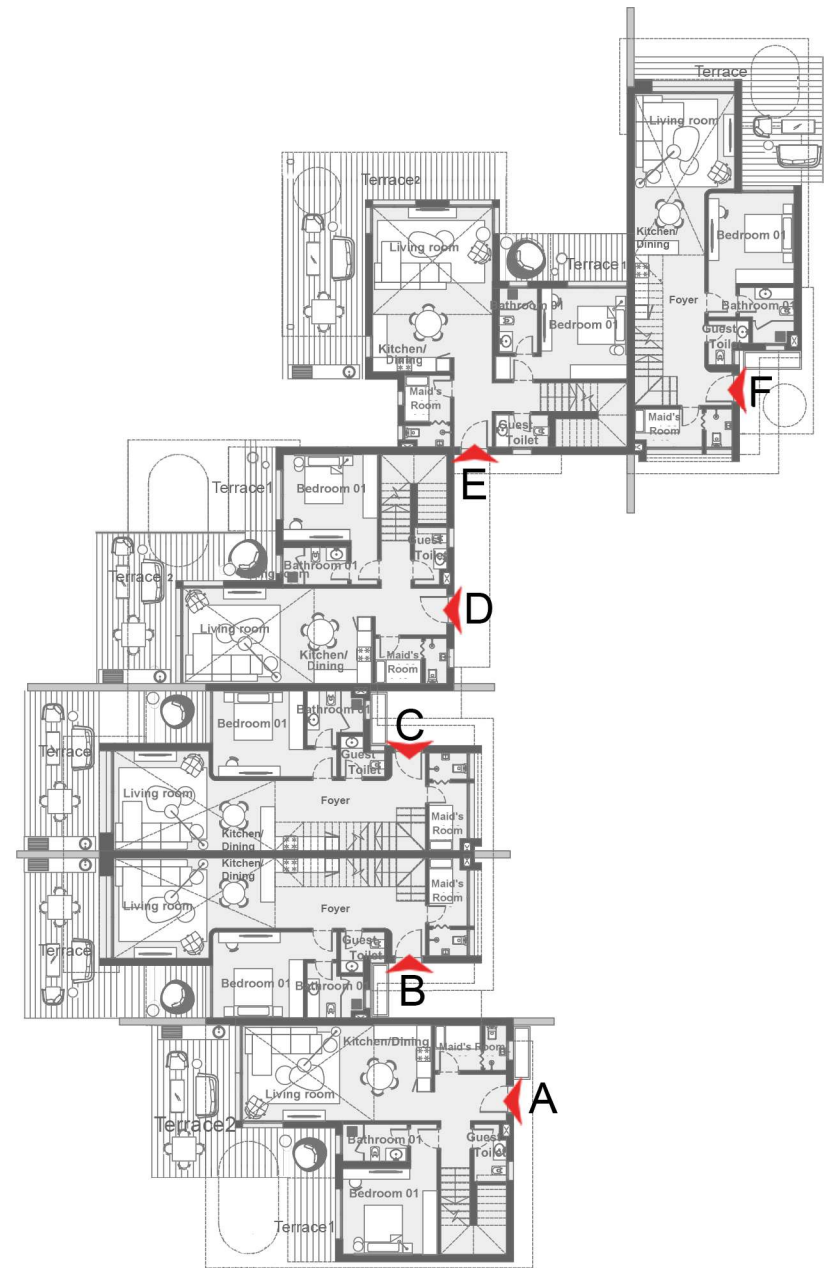 Terrace
Living room
Kitchen/
Dining
Bedroom 01
Foyer
Bathroom 01
Guest
Toilet
F
Maid's
Room
Terrace2
Living room
Terrace1
Bathroom 01
Bedroom 01
Kitchen/
Dining
Maid's
Room
Guest
Toilet
E
Terrace1
Bedroom 01
Guest
Toilet
Bathroom 01
Terrace 2
D
Living room
Kitchen/
Dining
Maid's
Room
Bathroom 01
Bedroom 01
C
Terrace
Guest
Toilet
Living room
Foyer
Maid's
Room
Kitchen/
Dining
Kitchen/
Dining
Maid's
Room
Living room
Foyer
Terrace
Guest
Toilet
Bedroom 01
Bathroom 01
B
Kitchen/Dining
Maid's Room
Living room
A
Terrace2
Bathroom 01
Guest
Toilet
Bedroom 01
Terrace1